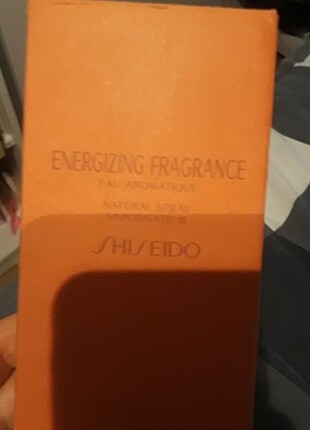 ENERGIZING FRAGRANCE
EAU AROMATIQUE
NATURAL SPRAY
VAPORISATEUR
SHISEIDO